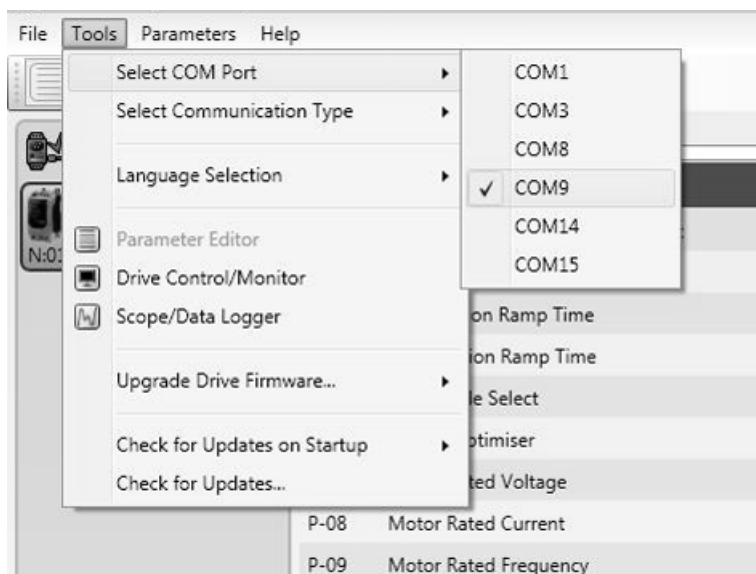 File Tools Parameters Help
Select COM Port
Select Communication Type
Language Selection
Parameter Editor
Drive Control/Monitor
Scope/Data Logger
Upgrade Drive Firmware...
Check for Updates on Startup
Check for Updates...
COM1
COM3
COM8
COM9
COM14
COM15
N:01
on Ramp Time
ion Ramp Time
le Select
ptimiser
ted Voltage
P-08 Motor Rated Current
P-09 Motor Rated Frequency